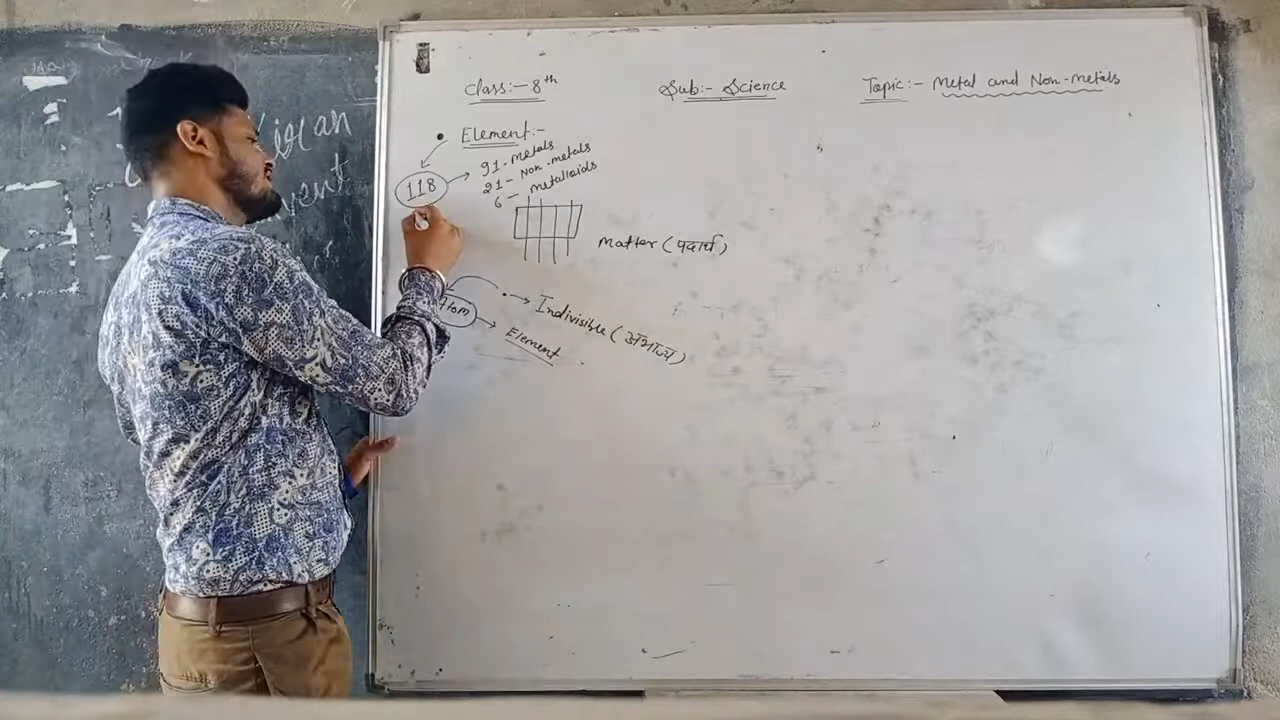 Class:- 8th
Sub:- Science
Topic:- Metal and Non-metals
Element:-
118
91- metals
21- Non-metals
6- metalloids
matter (पदार्थ)
Atom
Indivisible (अभाज्य)
Element